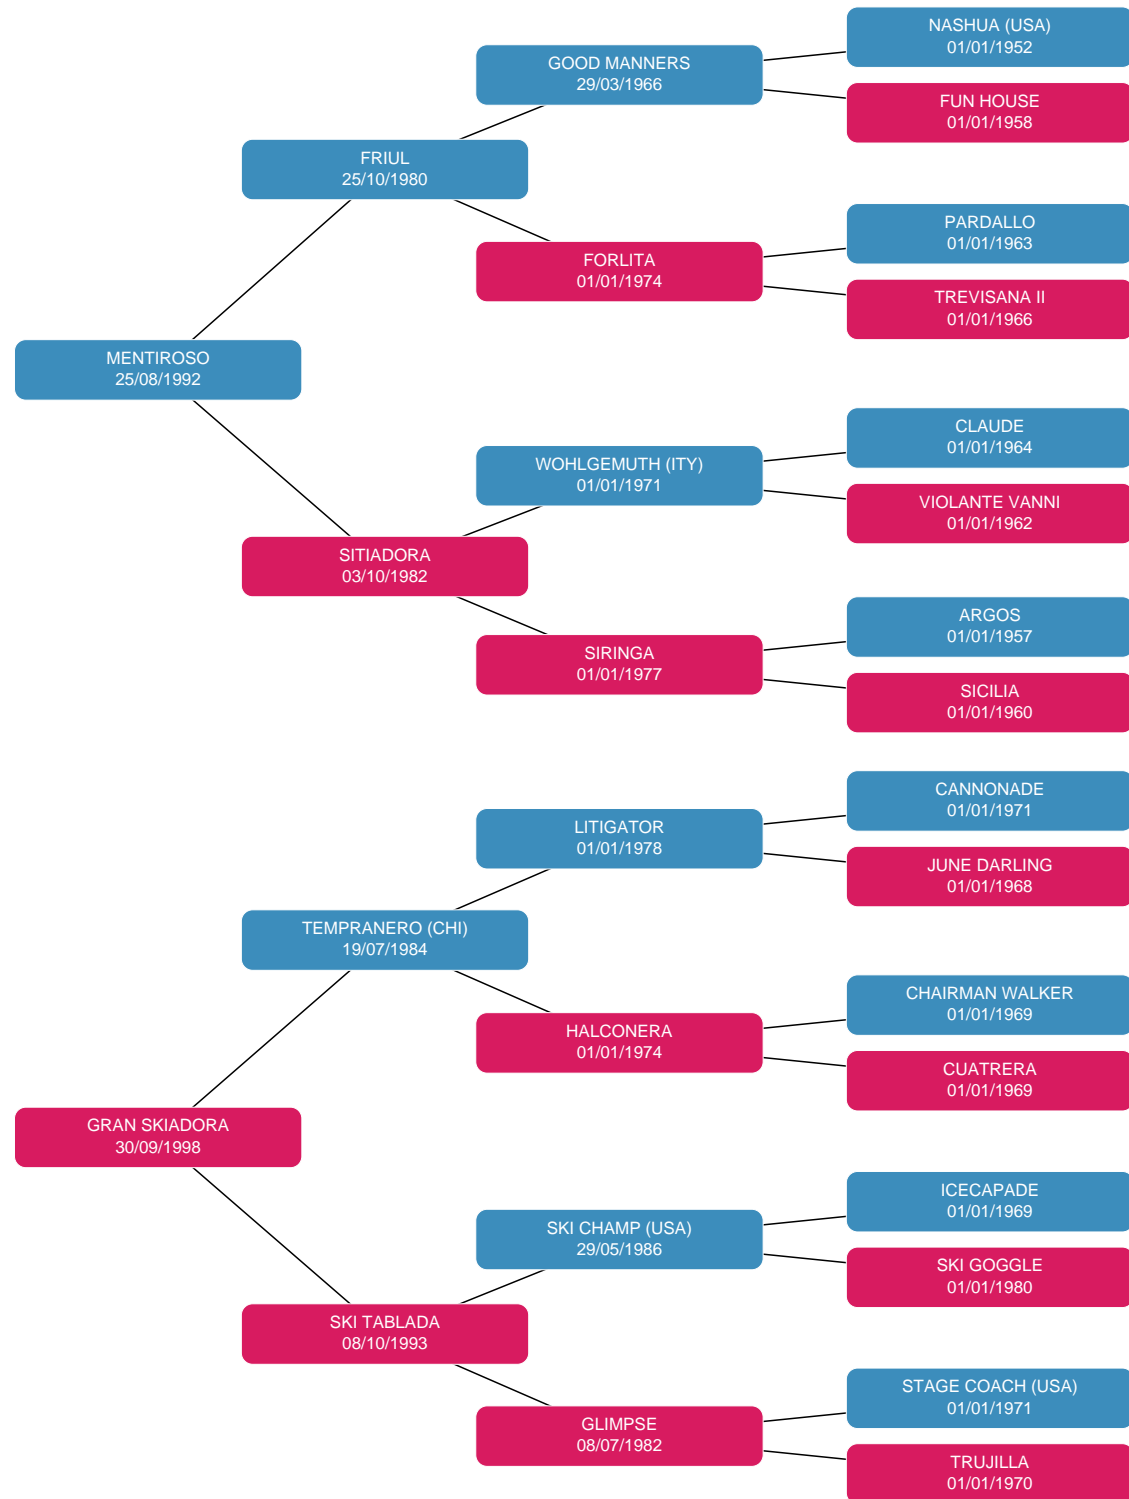 NASHUA (USA)
01/01/1952
GOOD MANNERS
29/03/1966
FUN HOUSE
01/01/1958
FRIUL
25/10/1980
PARDALLO
01/01/1963
FORLITA
01/01/1974
TREVISANA II
01/01/1966
MENTIROSO
25/08/1992
CLAUDE
01/01/1964
WOHLGEMUTH (ITY)
01/01/1971
VIOLANTE VANNI
01/01/1962
SITIADORA
03/10/1982
ARGOS
01/01/1957
SIRINGA
01/01/1977
SICILIA
01/01/1960
CANNONADE
01/01/1971
LITIGATOR
01/01/1978
JUNE DARLING
01/01/1968
TEMPRANERO (CHI)
19/07/1984
CHAIRMAN WALKER
01/01/1969
HALCONERA
01/01/1974
CUATRERA
01/01/1969
GRAN SKIADORA
30/09/1998
ICECAPADE
01/01/1969
SKI CHAMP (USA)
29/05/1986
SKI GOGGLE
01/01/1980
SKI TABLADA
08/10/1993
STAGE COACH (USA)
01/01/1971
GLIMPSE
08/07/1982
TRUJILLA
01/01/1970